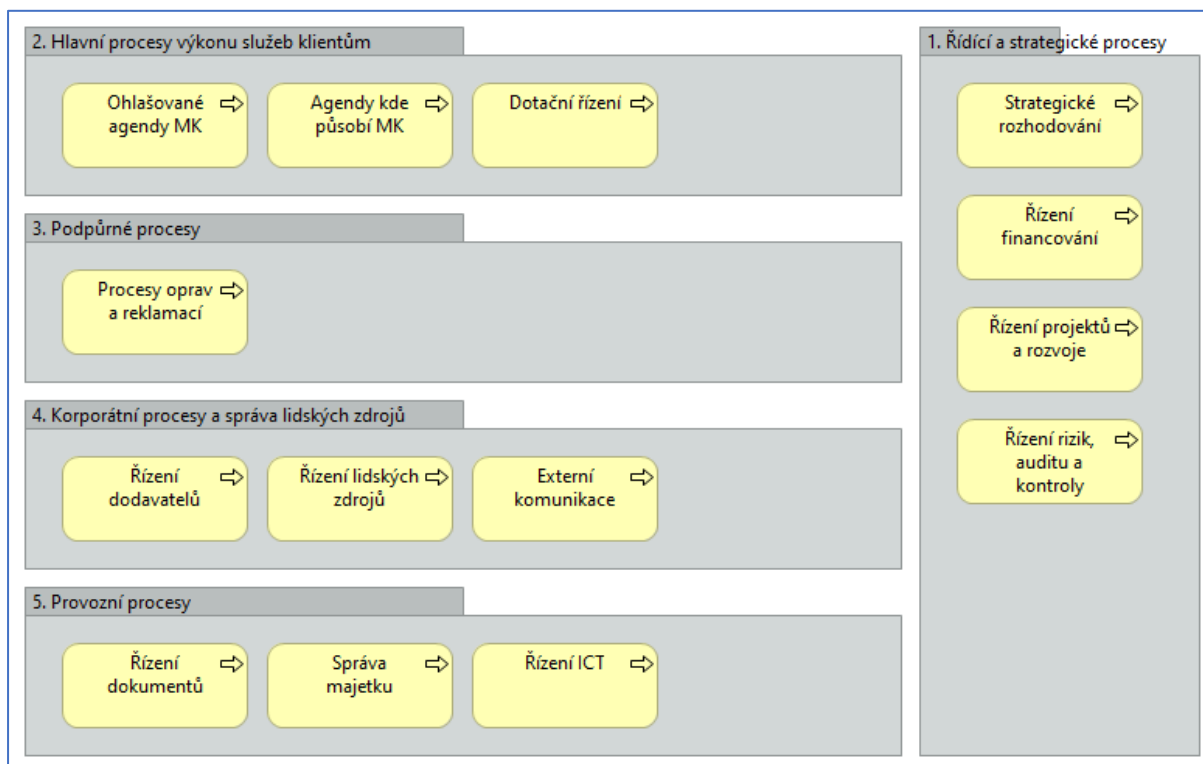 2. Hlavní procesy výkonu služeb klientům
Ohlašované
agendy MK
Agendy kde
působí MK
Dotační řízení
3. Podpůrné procesy
Procesy oprav
a reklamací
4. Korporátní procesy a správa lidských zdrojů
Řízení
dodavatelů
Řízení lidských
zdrojů
Externí
komunikace
5. Provozní procesy
Řízení
dokumentů
Správa
majetku
Řízení ICT
1. Řídící a strategické procesy
Strategické
rozhodování
Řízení
financování
Řízení projektů
a rozvoje
Řízení rizik,
auditu a
kontroly